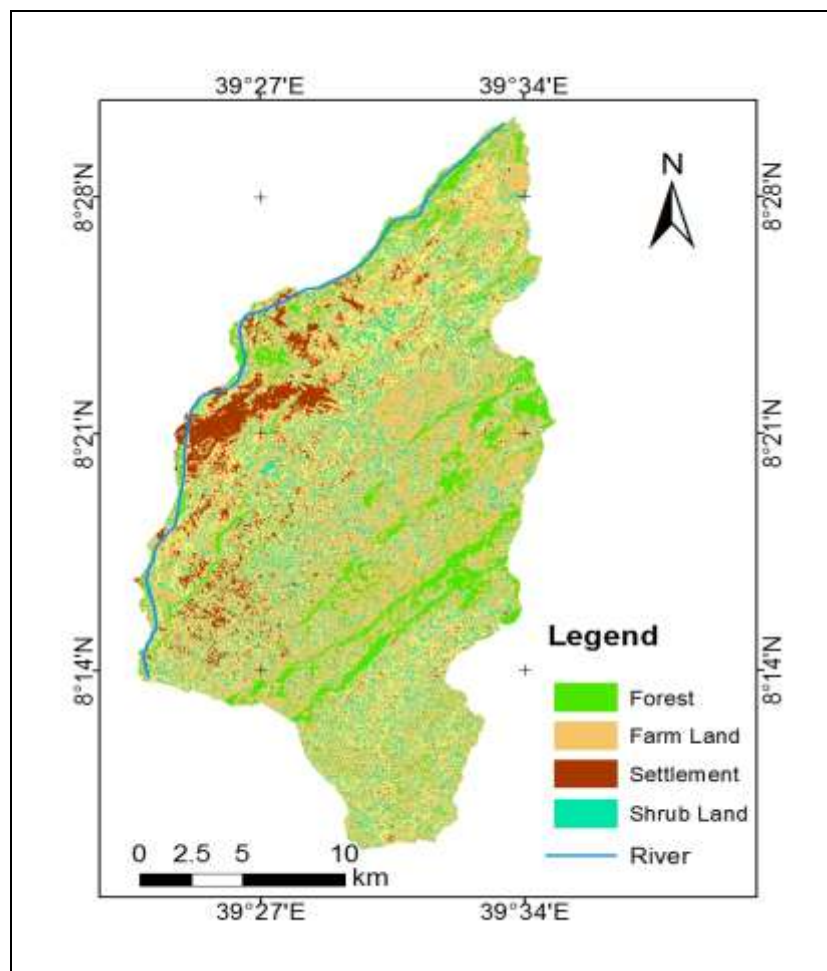 39°27'E 39°34'E
N
8°28'N 8°28'N
8°21'N 8°21'N
8°14'N 8°14'N
Legend
Forest
Farm Land
Settlement
Shrub Land
River
0 2.5 5 10
km
39°27'E 39°34'E